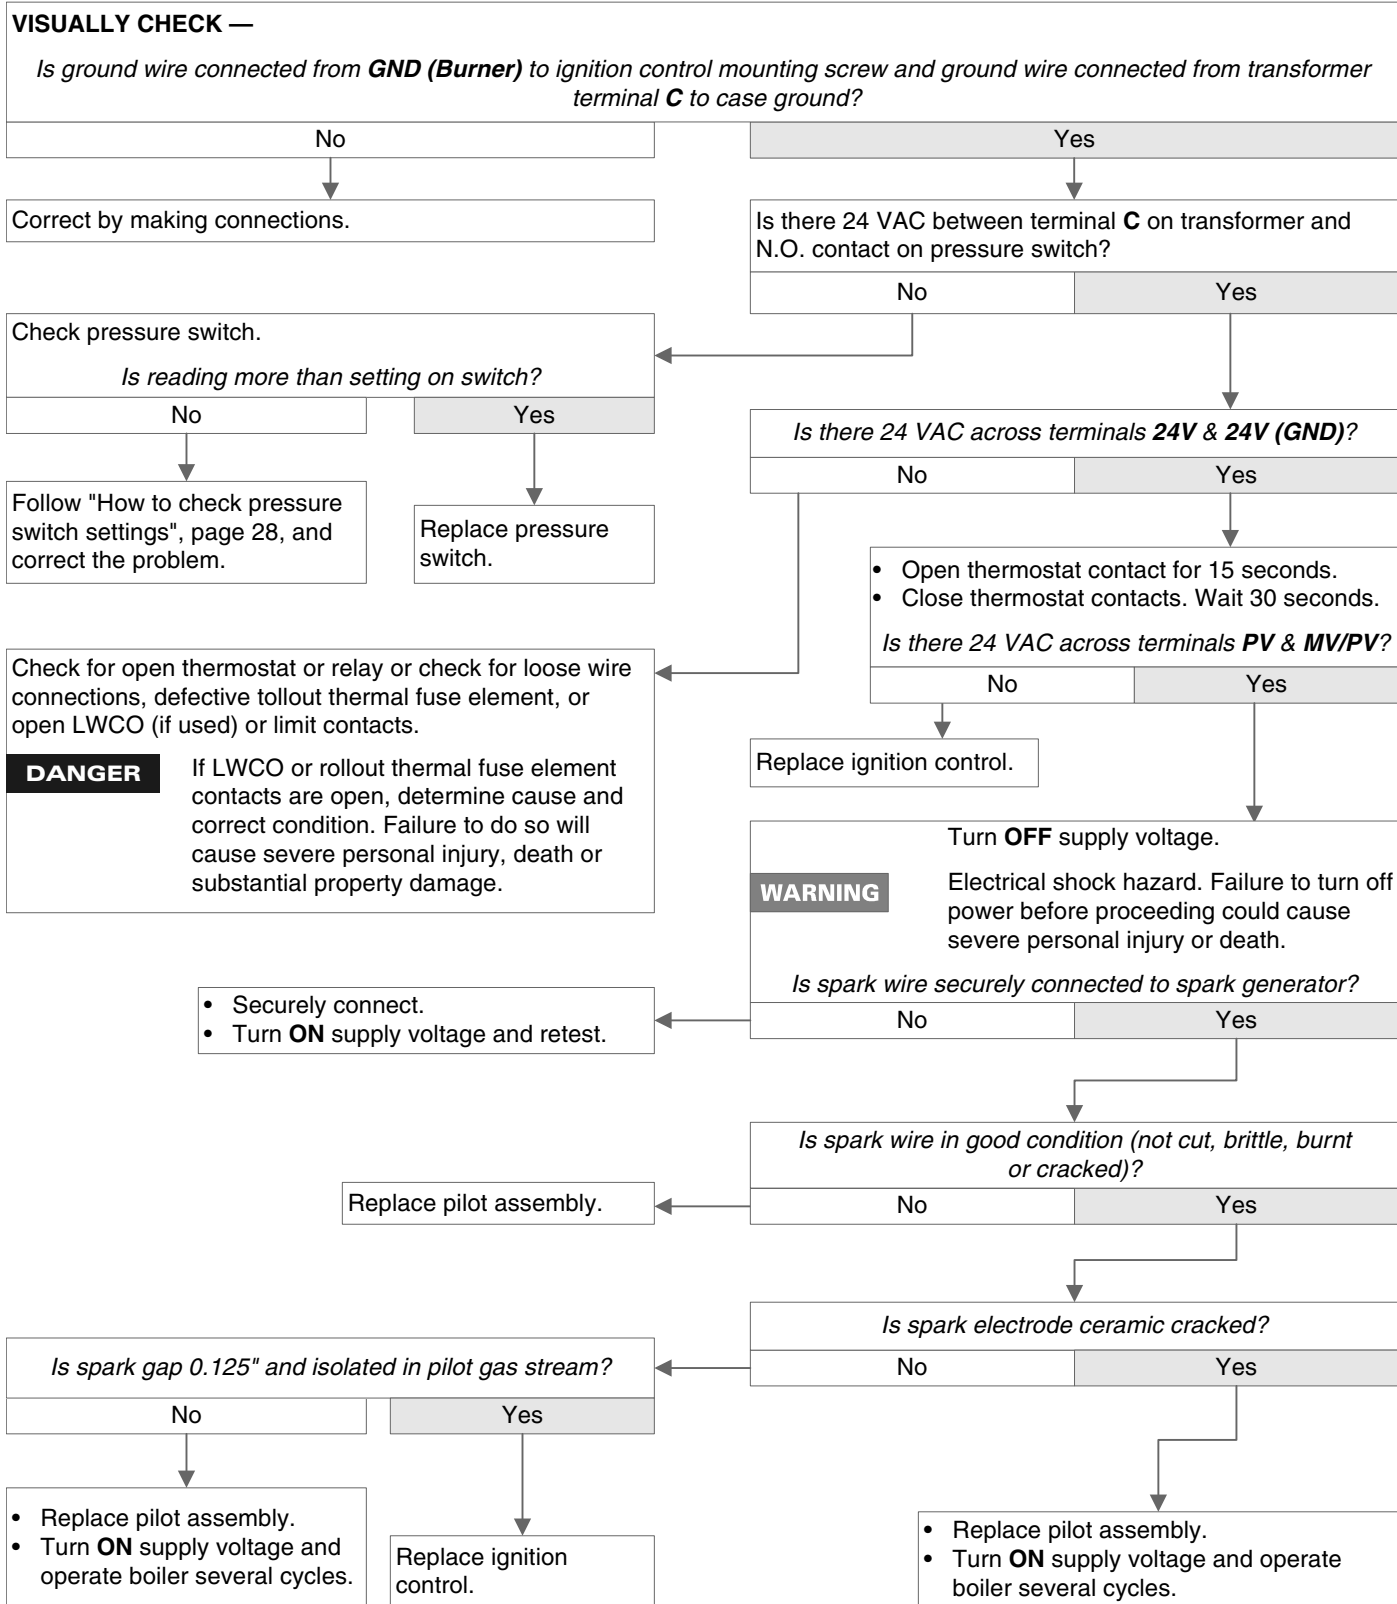 VISUALLY CHECK —
Is ground wire connected from GND (Burner) to ignition control mounting screw and ground wire connected from transformer
terminal C to case ground?
No
Yes
Correct by making connections.
Is there 24 VAC between terminal C on transformer and
N.O. contact on pressure switch?
No
Yes
Check pressure switch.
Is reading more than setting on switch?
No
Yes
Follow "How to check pressure
switch settings", page 28, and
correct the problem.
Replace pressure
switch.
Is there 24 VAC across terminals 24V & 24V (GND)?
No
Yes
• Open thermostat contact for 15 seconds.
• Close thermostat contacts. Wait 30 seconds.
Is there 24 VAC across terminals PV & MV/PV?
No
Yes
Check for open thermostat or relay or check for loose wire
connections, defective tollout thermal fuse element, or
open LWCO (if used) or limit contacts.
DANGER
If LWCO or rollout thermal fuse element
contacts are open, determine cause and
correct condition. Failure to do so will
cause severe personal injury, death or
substantial property damage.
Replace ignition control.
Turn OFF supply voltage.
WARNING
Electrical shock hazard. Failure to turn off
power before proceeding could cause
severe personal injury or death.
Is spark wire securely connected to spark generator?
No
Yes
• Securely connect.
• Turn ON supply voltage and retest.
Is spark wire in good condition (not cut, brittle, burnt
or cracked)?
No
Yes
Replace pilot assembly.
Is spark electrode ceramic cracked?
No
Yes
Is spark gap 0.125" and isolated in pilot gas stream?
No
Yes
• Replace pilot assembly.
• Turn ON supply voltage and
operate boiler several cycles.
Replace ignition
control.
• Replace pilot assembly.
• Turn ON supply voltage and operate
boiler several cycles.